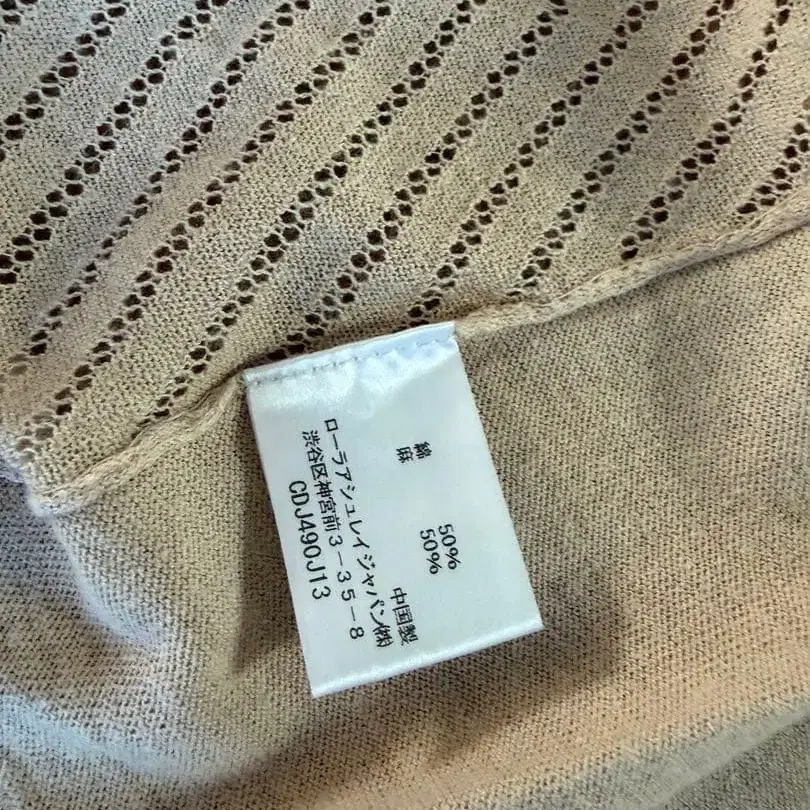 綿 50%
麻 50%
中国製
ローラアシュレイジャパン㈱
渋谷区神宮前3-35-8
CDJ490J13